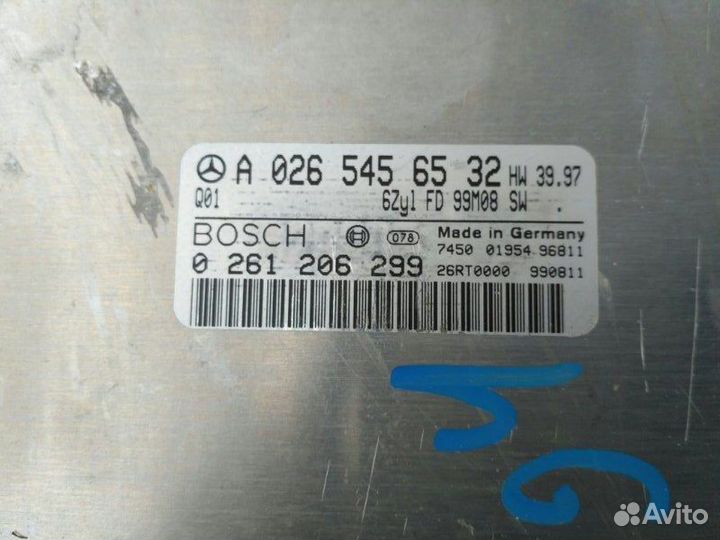 A 026 545 65 32 HW 39.97
Q01 6Zyl FD 99M08 SW .
BOSCH 078 Made in Germany
7450 01954 96811
0 261 206 299 26RT0000 990811
Avito